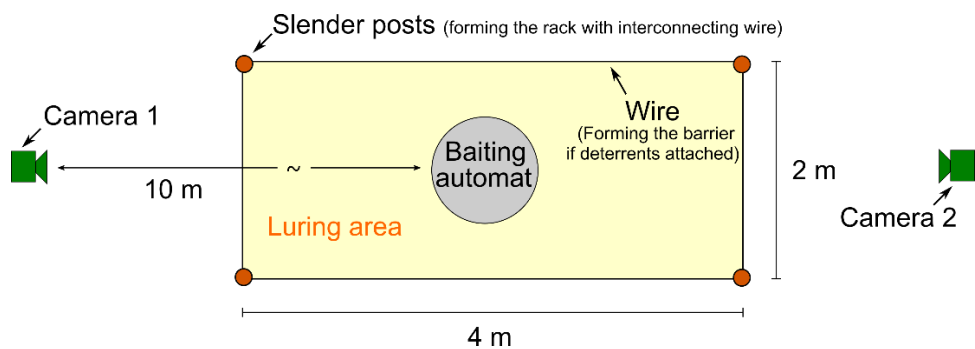 Slender posts (forming the rack with interconnecting wire)
Camera 1
Wire
(Forming the barrier
if deterrents attached)
Baiting
automat
~
10 m
2 m
Luring area
Camera 2
4 m